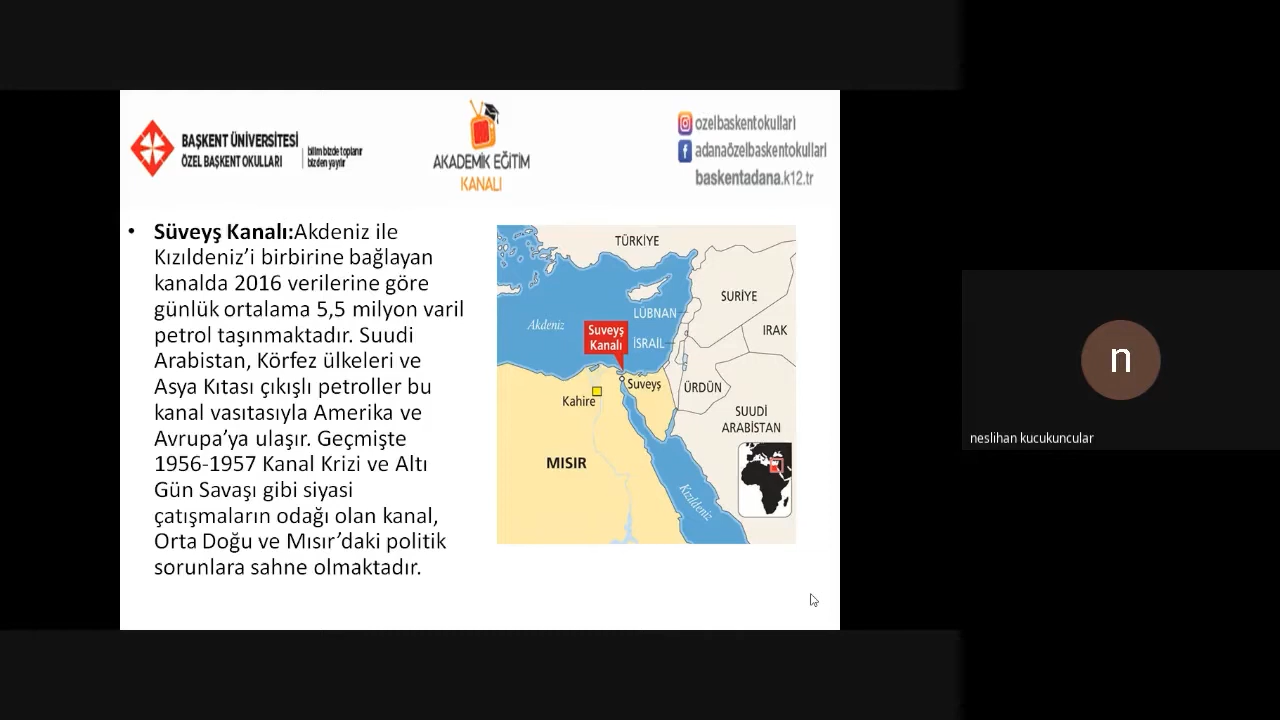 BAŞKENT ÜNİVERSİTESİ
ÖZEL BAŞKENT OKULLARI
bilim bizde toplanır
bizden yayılır
AKADEMİK EĞİTİM
KANALI
ozelbaskentokullari
adanaözelbaskentokullari
baskentadana.k12.tr
• Süveyş Kanalı:Akdeniz ile
Kızıldeniz’i birbirine bağlayan
kanalda 2016 verilerine göre
günlük ortalama 5,5 milyon varil
petrol taşınmaktadır. Suudi
Arabistan, Körfez ülkeleri ve
Asya Kıtası çıkışlı petroller bu
kanal vasıtasıyla Amerika ve
Avrupa’ya ulaşır. Geçmişte
1956-1957 Kanal Krizi ve Altı
Gün Savaşı gibi siyasi
çatışmaların odağı olan kanal,
Orta Doğu ve Mısır’daki politik
sorunlara sahne olmaktadır.
TÜRKİYE
SURİYE
LÜBNAN
Akdeniz
Suveyş
Kanalı
İSRAİL
IRAK
Suveyş
ÜRDÜN
Kahire
SUUDİ
ARABİSTAN
MISIR
Kızıldeniz
n
neslihan kucukuncular